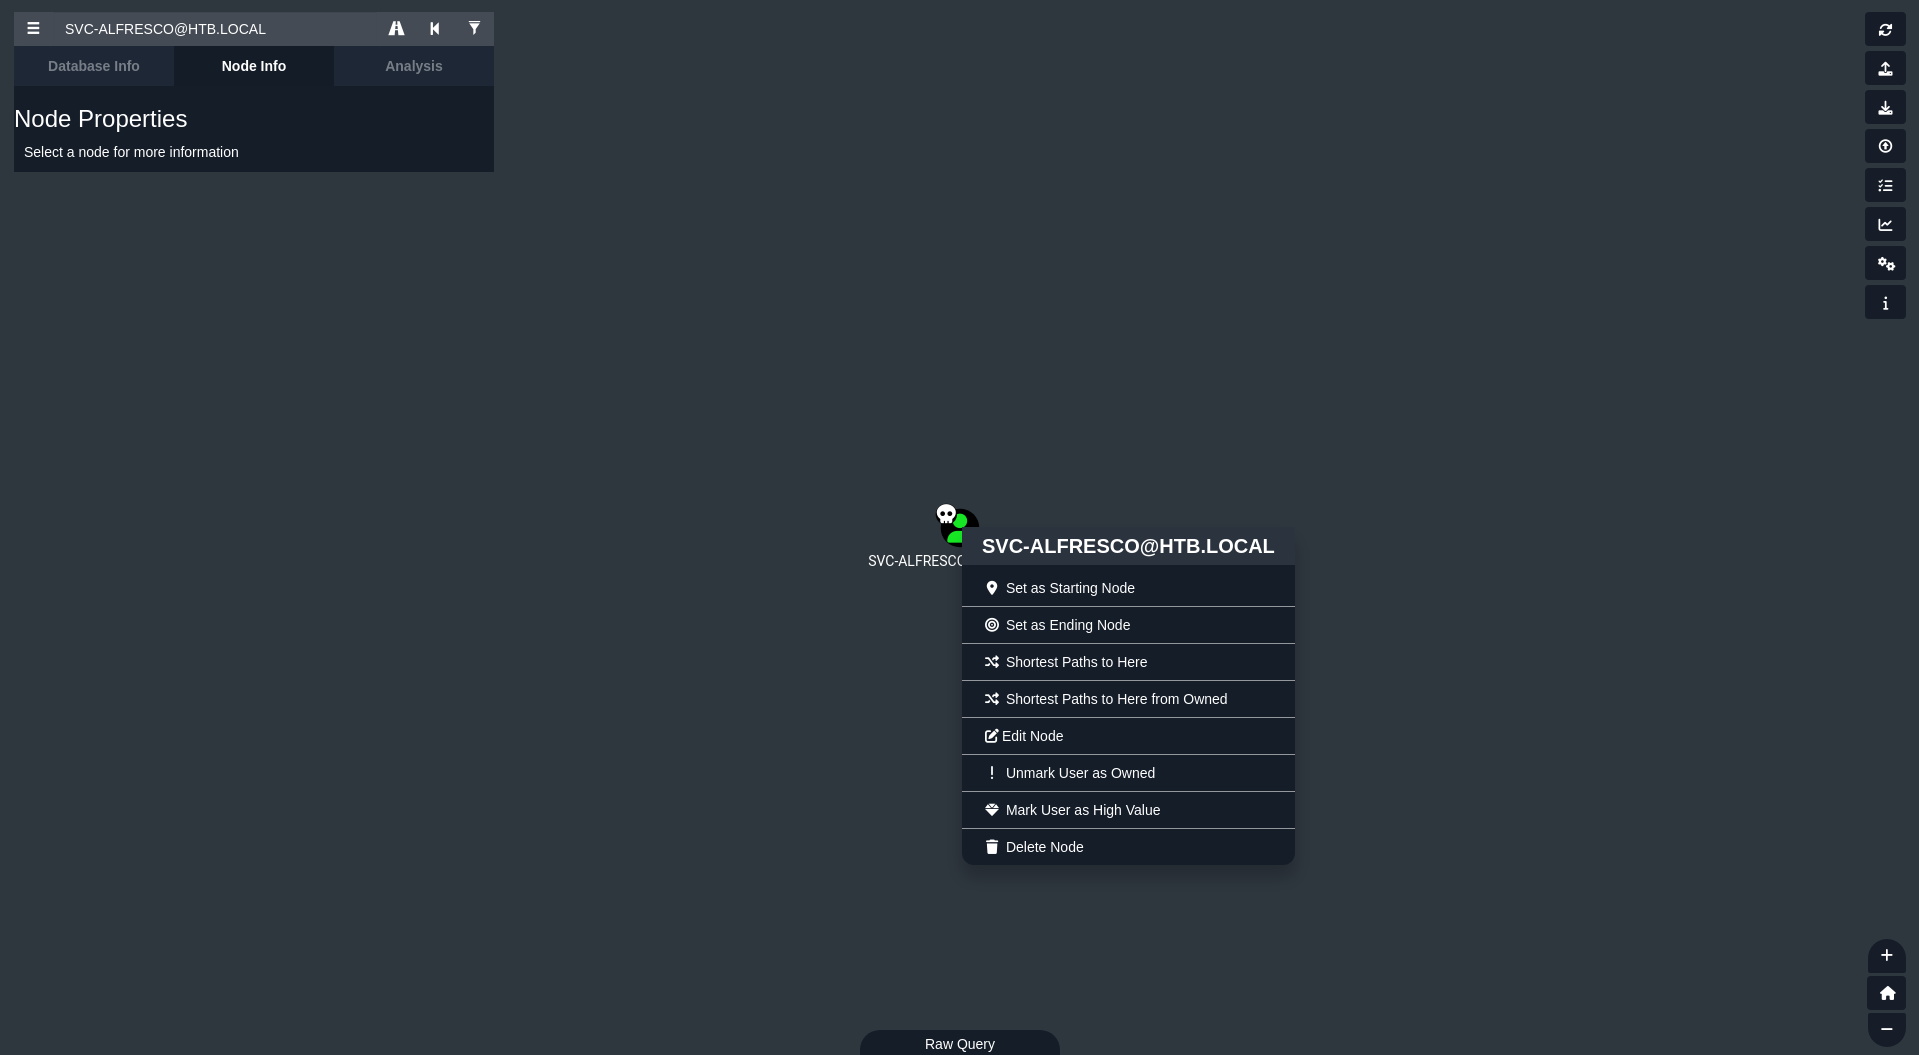 SVC-ALFRESCO@HTB.LOCAL
Database Info
Node Info
Analysis
Node Properties
Select a node for more information
SVC-ALFRESCO
SVC-ALFRESCO@HTB.LOCAL
Set as Starting Node
Set as Ending Node
Shortest Paths to Here
Shortest Paths to Here from Owned
Edit Node
Unmark User as Owned
Mark User as High Value
Delete Node
Raw Query